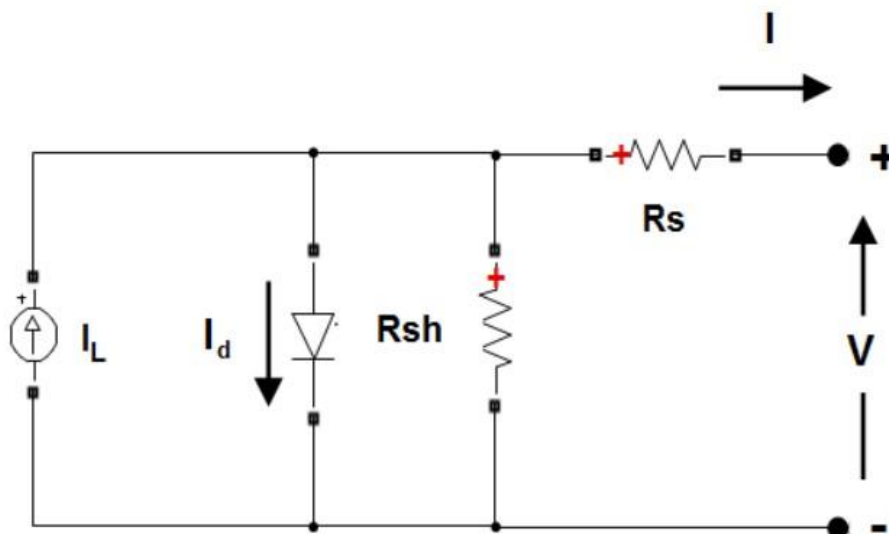 I
+
+
Rs
+
+
I_L
I_d
Rsh
V
-